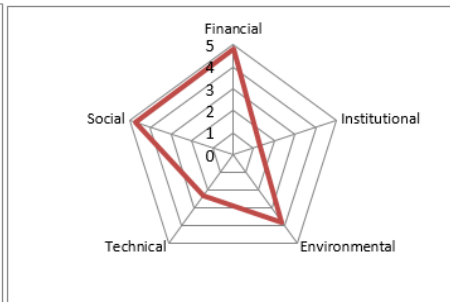 Financial
5
4
3
2
1
0
Social
Institutional
Technical
Environmental